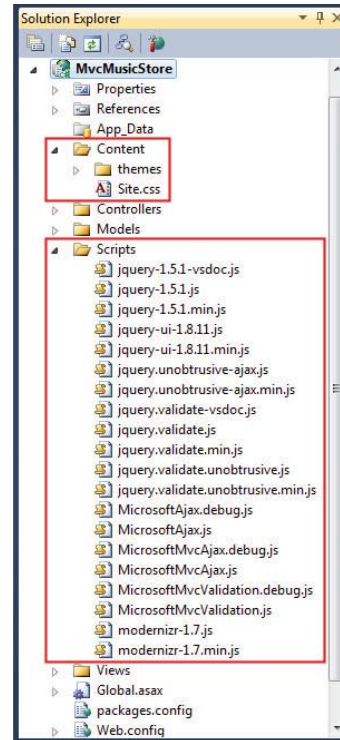 Solution Explorer
MvcMusicStore
Properties
References
App_Data
Content
themes
Site.css
Controllers
Models
Scripts
jquery-1.5.1-vsdoc.js
jquery-1.5.1.js
jquery-1.5.1.min.js
jquery-ui-1.8.11.js
jquery-ui-1.8.11.min.js
jquery.unobtrusive-ajax.js
jquery.unobtrusive-ajax.min.js
jquery.validate-vsdoc.js
jquery.validate.js
jquery.validate.min.js
jquery.validate.unobtrusive.js
jquery.validate.unobtrusive.min.js
MicrosoftAjax.debug.js
MicrosoftAjax.js
MicrosoftMvcAjax.debug.js
MicrosoftMvcAjax.js
MicrosoftMvcValidation.debug.js
MicrosoftMvcValidation.js
modernizr-1.7.js
modernizr-1.7.min.js
Views
Global.asax
packages.config
Web.config